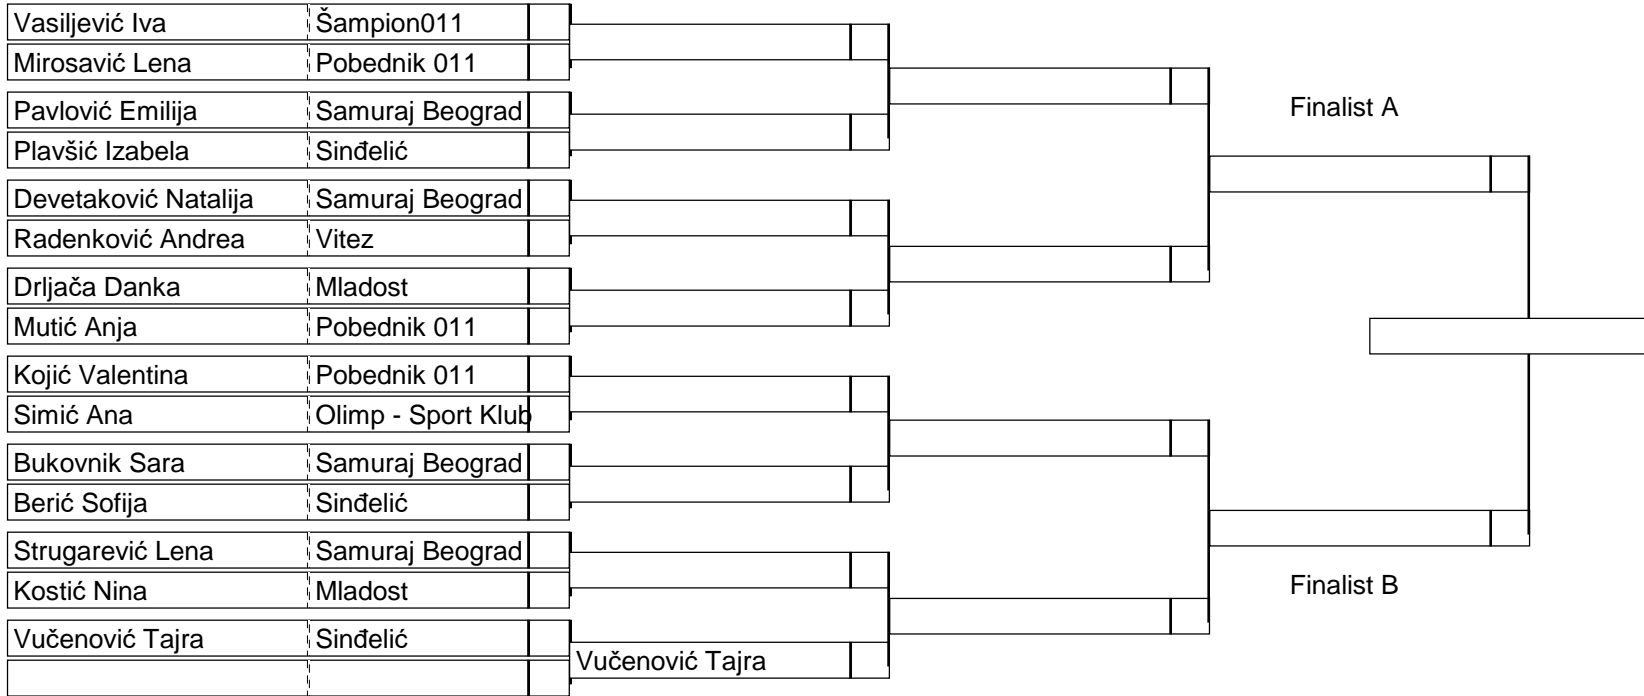 Vasiljević Iva Šampion011
Mirosavić Lena Pobednik 011
Pavlović Emilija Samuraj Beograd
Finalist A
Plavšić Izabela Sinđelić
Devetaković Natalija Samuraj Beograd
Radenković Andrea Vitez
Drljača Danka Mladost
Mutić Anja Pobednik 011
Kojić Valentina Pobednik 011
Simić Ana Olimp - Sport Klub
Bukovnik Sara Samuraj Beograd
Berić Sofija Sinđelić
Strugarević Lena Samuraj Beograd
Kostić Nina Mladost
Finalist B
Vučenović Tajra Sinđelić
Vučenović Tajra